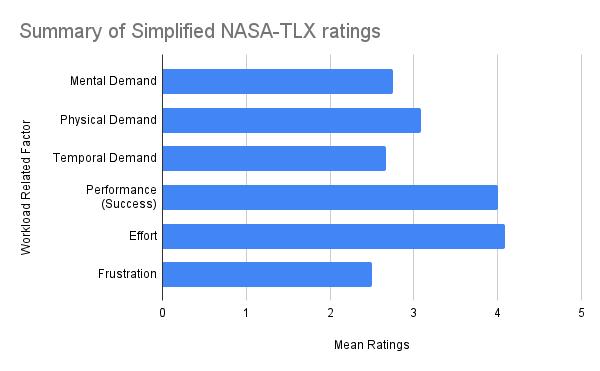 Summary of Simplified NASA-TLX ratings
Workload Related Factor
Mental Demand
Physical Demand
Temporal Demand
Performance
(Success)
Effort
Frustration
0 1 2 3 4 5
Mean Ratings